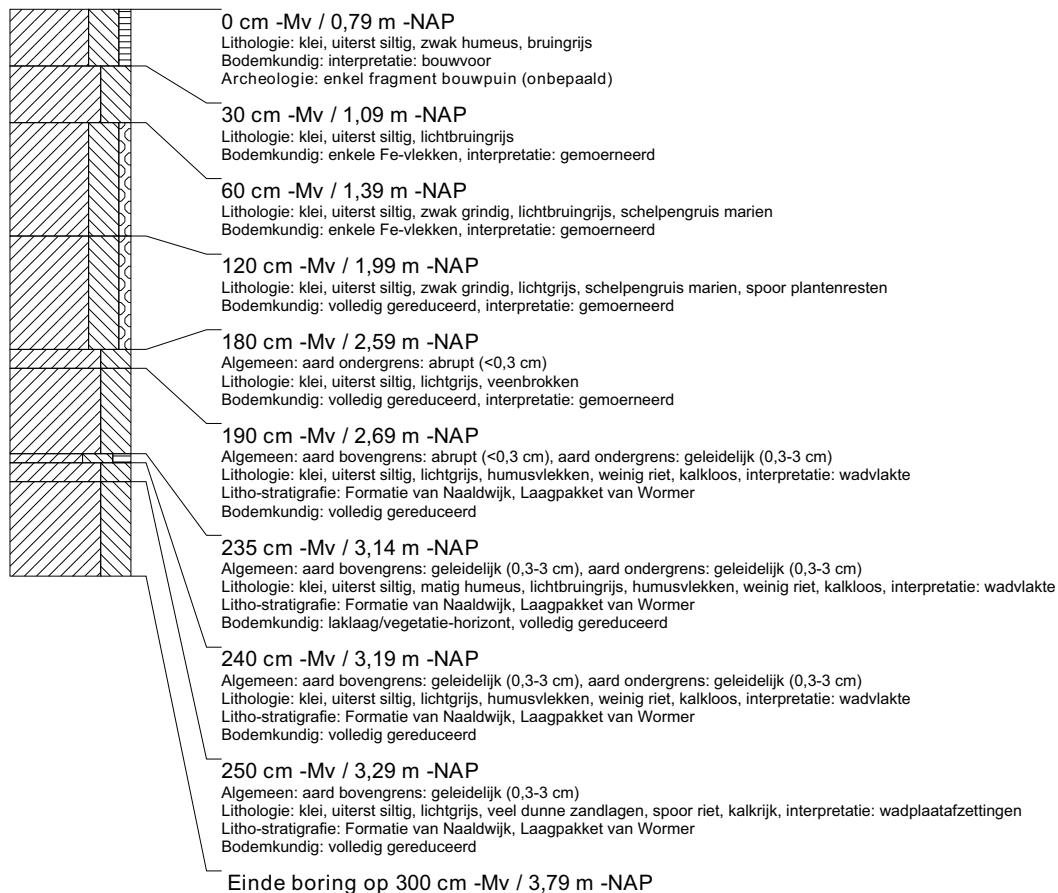 0 cm -Mv / 0,79 m -NAP
Lithologie: klei, uiterst siltig, zwak humeus, bruingrijs
Bodemkundig: interpretatie: bouwvoor
Archeologie: enkel fragment bouwpuin (onbepaald)
30 cm -Mv / 1,09 m -NAP
Lithologie: klei, uiterst siltig, lichtbruingrijs
Bodemkundig: enkele Fe-vlekken, interpretatie: gemoerneerd
60 cm -Mv / 1,39 m -NAP
Lithologie: klei, uiterst siltig, zwak grindig, lichtbruingrijs, schelpengruis marien
Bodemkundig: enkele Fe-vlekken, interpretatie: gemoerneerd
120 cm -Mv / 1,99 m -NAP
Lithologie: klei, uiterst siltig, zwak grindig, lichtgrijs, schelpengruis marien, spoor plantenresten
Bodemkundig: volledig gereduceerd, interpretatie: gemoerneerd
180 cm -Mv / 2,59 m -NAP
Algemeen: aard ondergrens: abrupt (<0,3 cm)
Lithologie: klei, uiterst siltig, lichtgrijs, veenbrokken
Bodemkundig: volledig gereduceerd, interpretatie: gemoerneerd
190 cm -Mv / 2,69 m -NAP
Algemeen: aard bovengrens: abrupt (<0,3 cm), aard ondergrens: geleidelijk (0,3-3 cm)
Lithologie: klei, uiterst siltig, lichtgrijs, humusvlekken, weinig riet, kalkloos, interpretatie: wadvlakte
Litho-stratigrafie: Formatie van Naaldwijk, Laagpakket van Wormer
Bodemkundig: volledig gereduceerd
235 cm -Mv / 3,14 m -NAP
Algemeen: aard bovengrens: geleidelijk (0,3-3 cm), aard ondergrens: geleidelijk (0,3-3 cm)
Lithologie: klei, uiterst siltig, matig humeus, lichtbruingrijs, humusvlekken, weinig riet, kalkloos, interpretatie: wadvlakte
Litho-stratigrafie: Formatie van Naaldwijk, Laagpakket van Wormer
Bodemkundig: laklaag/vegetatie-horizont, volledig gereduceerd
240 cm -Mv / 3,19 m -NAP
Algemeen: aard bovengrens: geleidelijk (0,3-3 cm), aard ondergrens: geleidelijk (0,3-3 cm)
Lithologie: klei, uiterst siltig, lichtgrijs, humusvlekken, weinig riet, kalkloos, interpretatie: wadvlakte
Litho-stratigrafie: Formatie van Naaldwijk, Laagpakket van Wormer
Bodemkundig: volledig gereduceerd
250 cm -Mv / 3,29 m -NAP
Algemeen: aard bovengrens: geleidelijk (0,3-3 cm)
Lithologie: klei, uiterst siltig, lichtgrijs, veel dunne zandlagen, spoor riet, kalkrijk, interpretatie: wadplaatafzettingen
Litho-stratigrafie: Formatie van Naaldwijk, Laagpakket van Wormer
Bodemkundig: volledig gereduceerd
Einde boring op 300 cm -Mv / 3,79 m -NAP